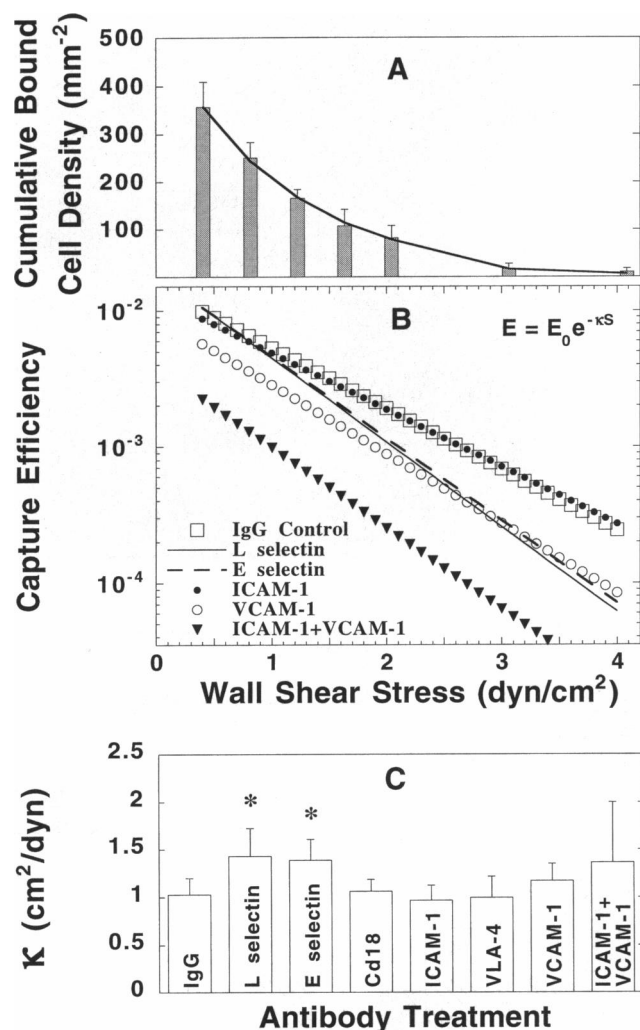 Cumulative Bound
Cell Density (mm⁻²)
500
400
300
200
100
A
Capture Efficiency
10⁻²
10⁻³
10⁻⁴
B
E = E₀e⁻ᵏˢ
IgG Control
L selectin
E selectin
ICAM-1
VCAM-1
ICAM-1+VCAM-1
0 1 2 3 4
Wall Shear Stress (dyn/cm²)
κ (cm²/dyn)
2.5
2
1.5
1
0.5
0
C
* *
IgG
L selectin
E selectin
Cd18
ICAM-1
VLA-4
VCAM-1
ICAM-1+
VCAM-1
Antibody Treatment